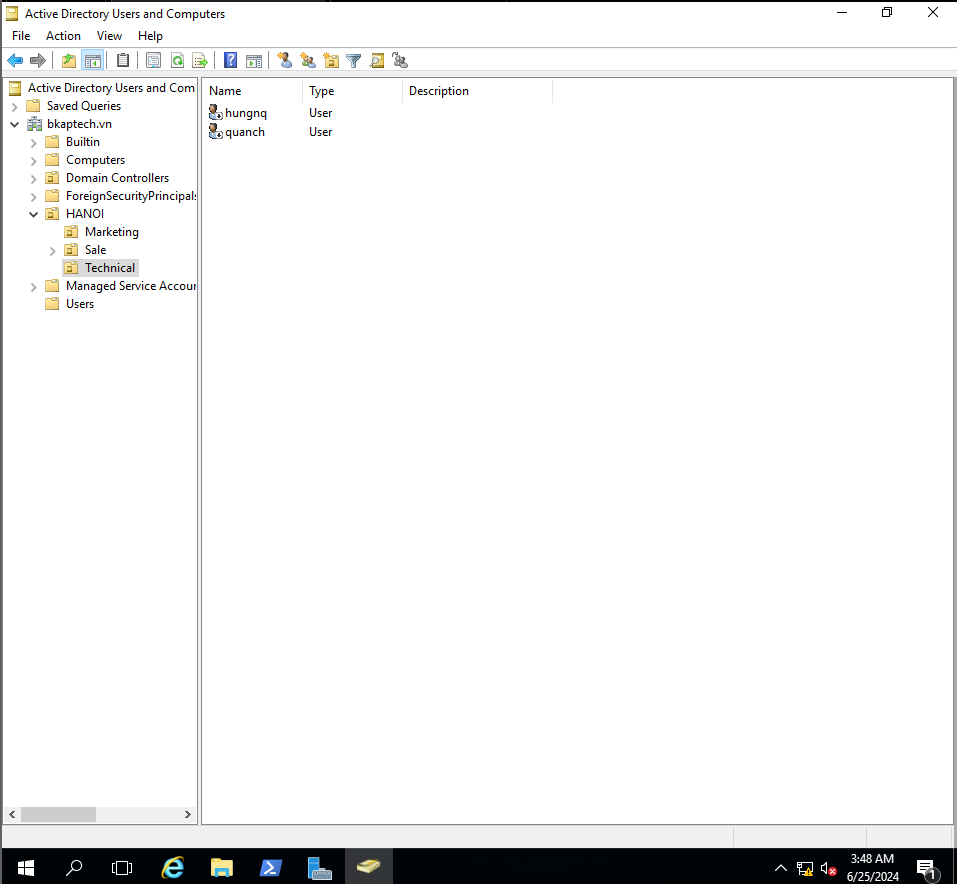 Active Directory Users and Computers
File Action View Help
Active Directory Users and Com
Saved Queries
bkaptech.vn
Builtin
Computers
Domain Controllers
ForeignSecurityPrincipals
HANOI
Marketing
Sale
Technical
Managed Service Accour
Users
Name Type Description
hungnq User
quanch User
3:48 AM
6/25/2024
1